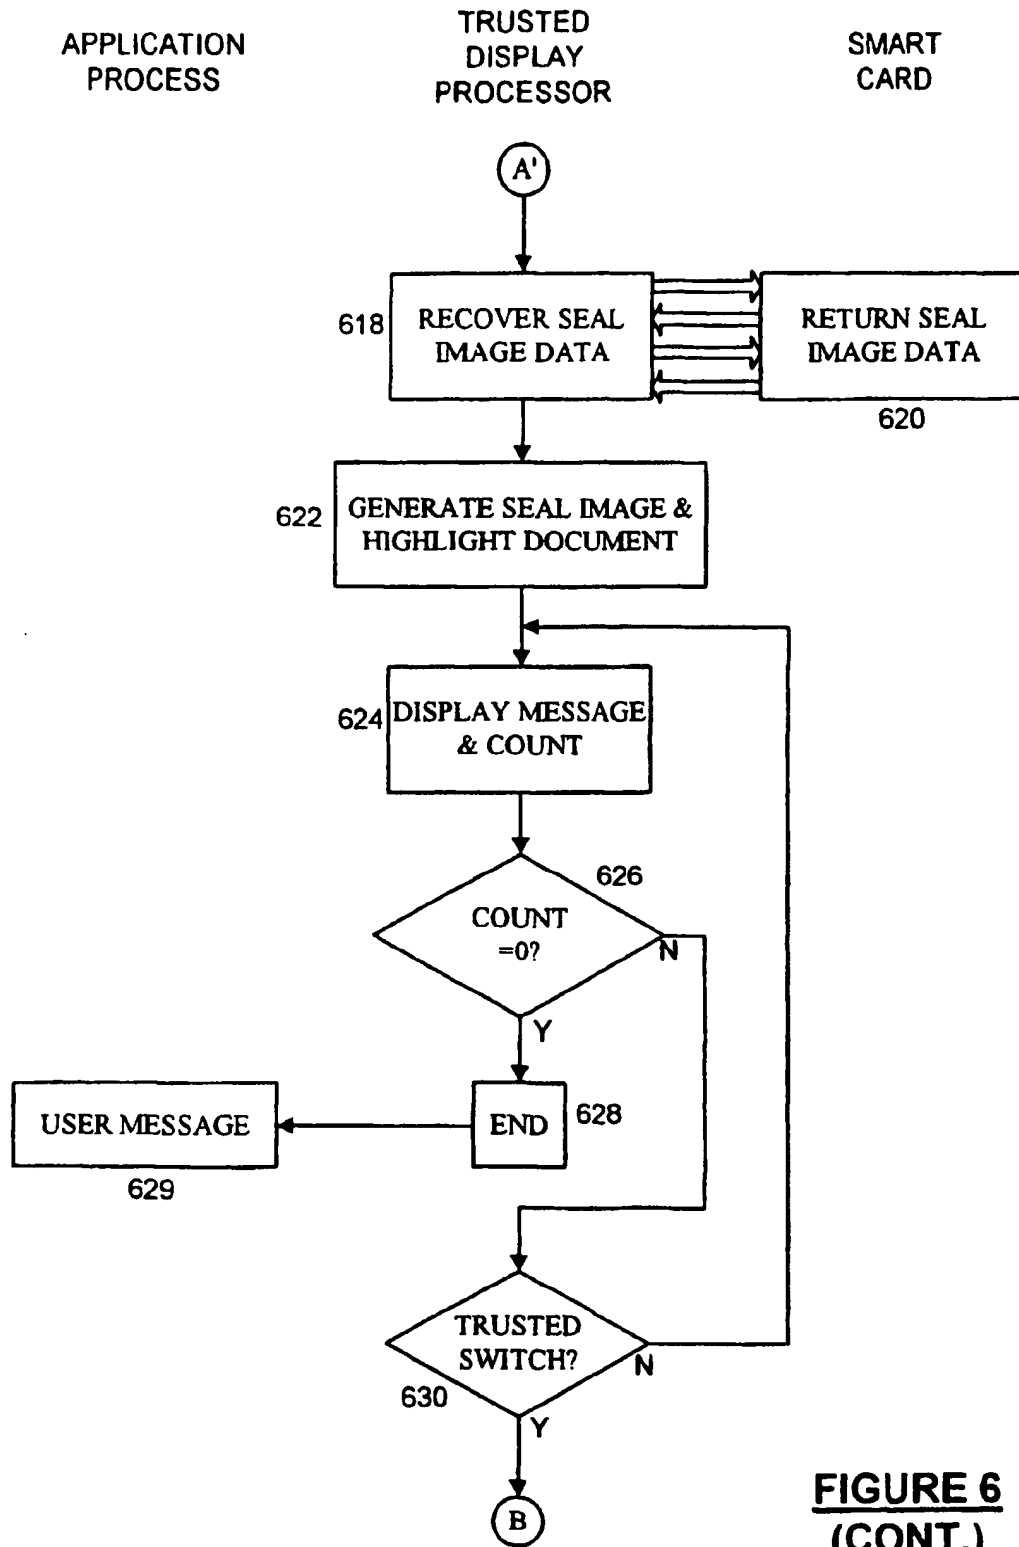 APPLICATION
PROCESS
TRUSTED
DISPLAY
PROCESSOR
SMART
CARD
A'
618
RECOVER SEAL
IMAGE DATA
RETURN SEAL
IMAGE DATA
620
622
GENERATE SEAL IMAGE &
HIGHLIGHT DOCUMENT
624
DISPLAY MESSAGE
& COUNT
626
COUNT
=0?
N
Y
USER MESSAGE
629
END
628
TRUSTED
SWITCH?
N
630
Y
B
FIGURE 6
(CONT.)